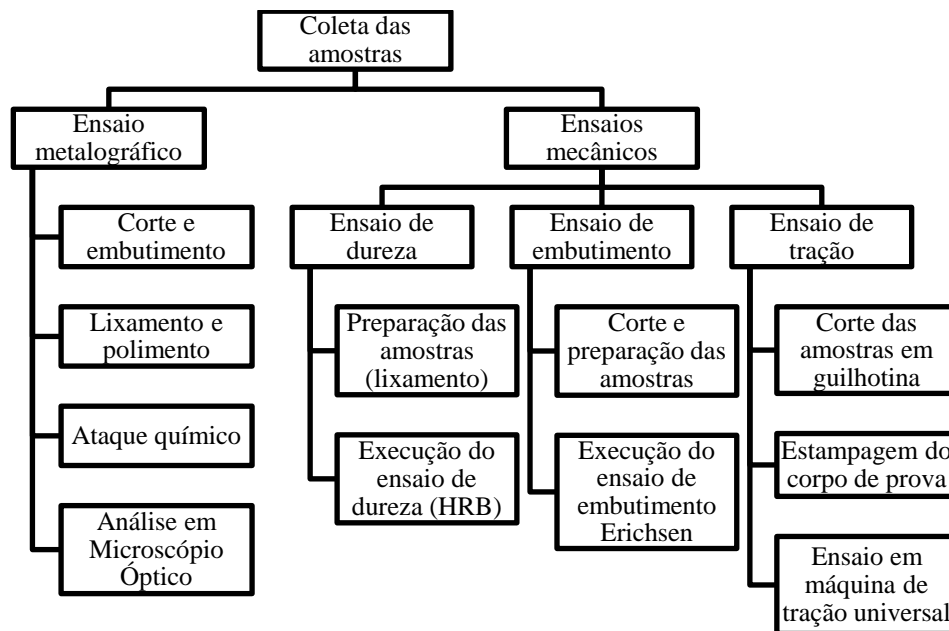 Coleta das
amostras
Ensaio
metalográfico
Corte e
embutimento
Lixamento e
polimento
Ataque químico
Análise em
Microscópio
Óptico
Ensaios
mecânicos
Ensaio de
dureza
Preparação das
amostras
(lixamento)
Execução do
ensaio de
dureza (HRB)
Ensaio de
embutimento
Corte e
preparação das
amostras
Execução do
ensaio de
embutimento
Erichsen
Ensaio de
tração
Corte das
amostras em
guilhotina
Estampagem do
corpo de prova
Ensaio em
máquina de
tração universal